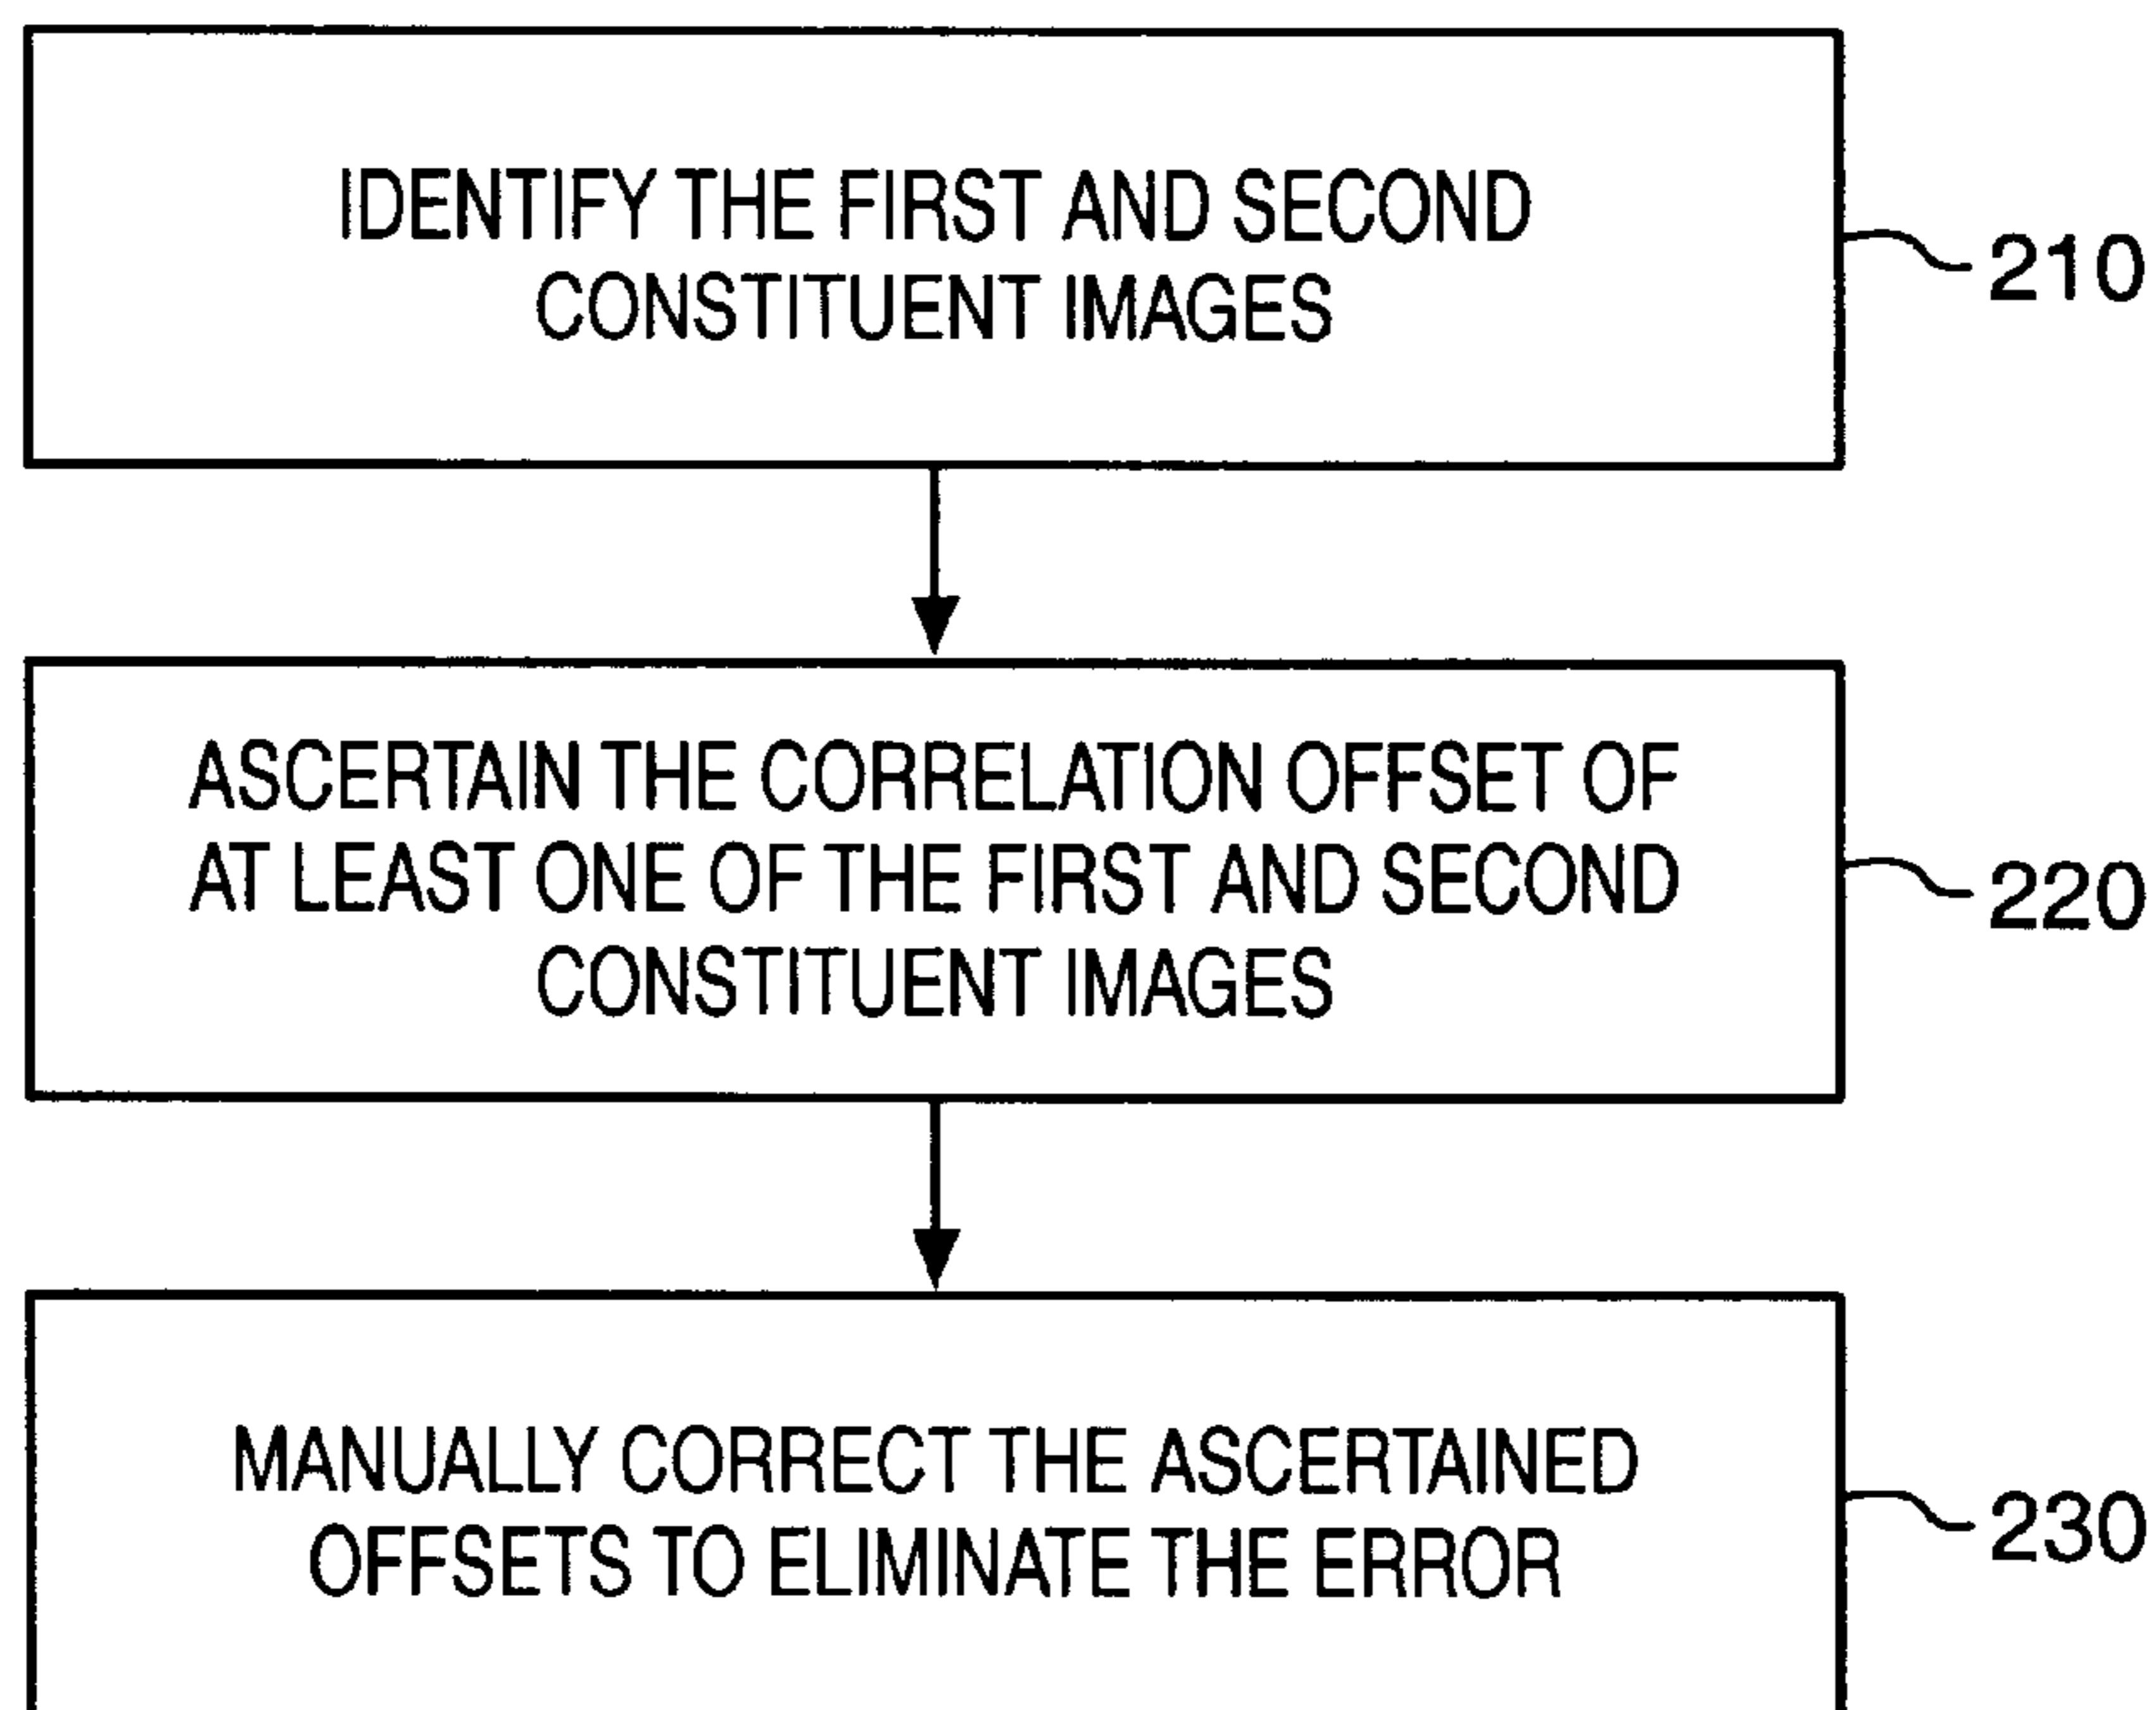 IDENTIFY THE FIRST AND SECOND
CONSTITUENT IMAGES
210
ASCERTAIN THE CORRELATION OFFSET OF
AT LEAST ONE OF THE FIRST AND SECOND
CONSTITUENT IMAGES
220
MANUALLY CORRECT THE ASCERTAINED
OFFSETS TO ELIMINATE THE ERROR
230